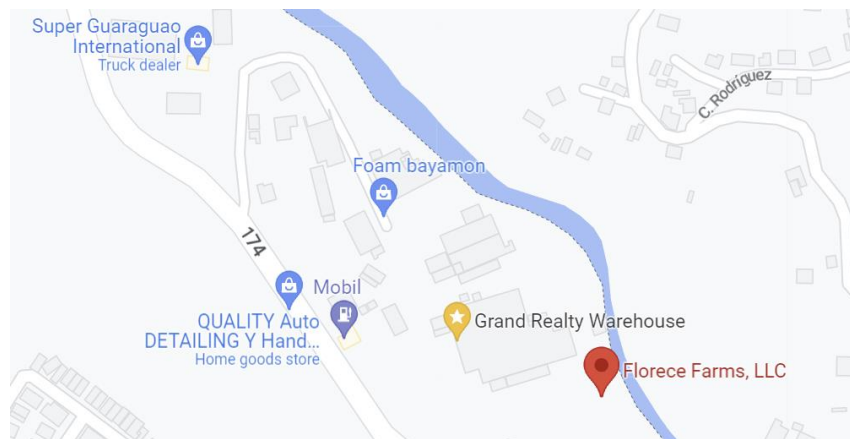 Super Guaraguao
International
Truck dealer
C. Rodríguez
Foam bayamon
174
Mobil
QUALITY Auto
DETAILING Y Hand...
Home goods store
Grand Realty Warehouse
Florece Farms, LLC